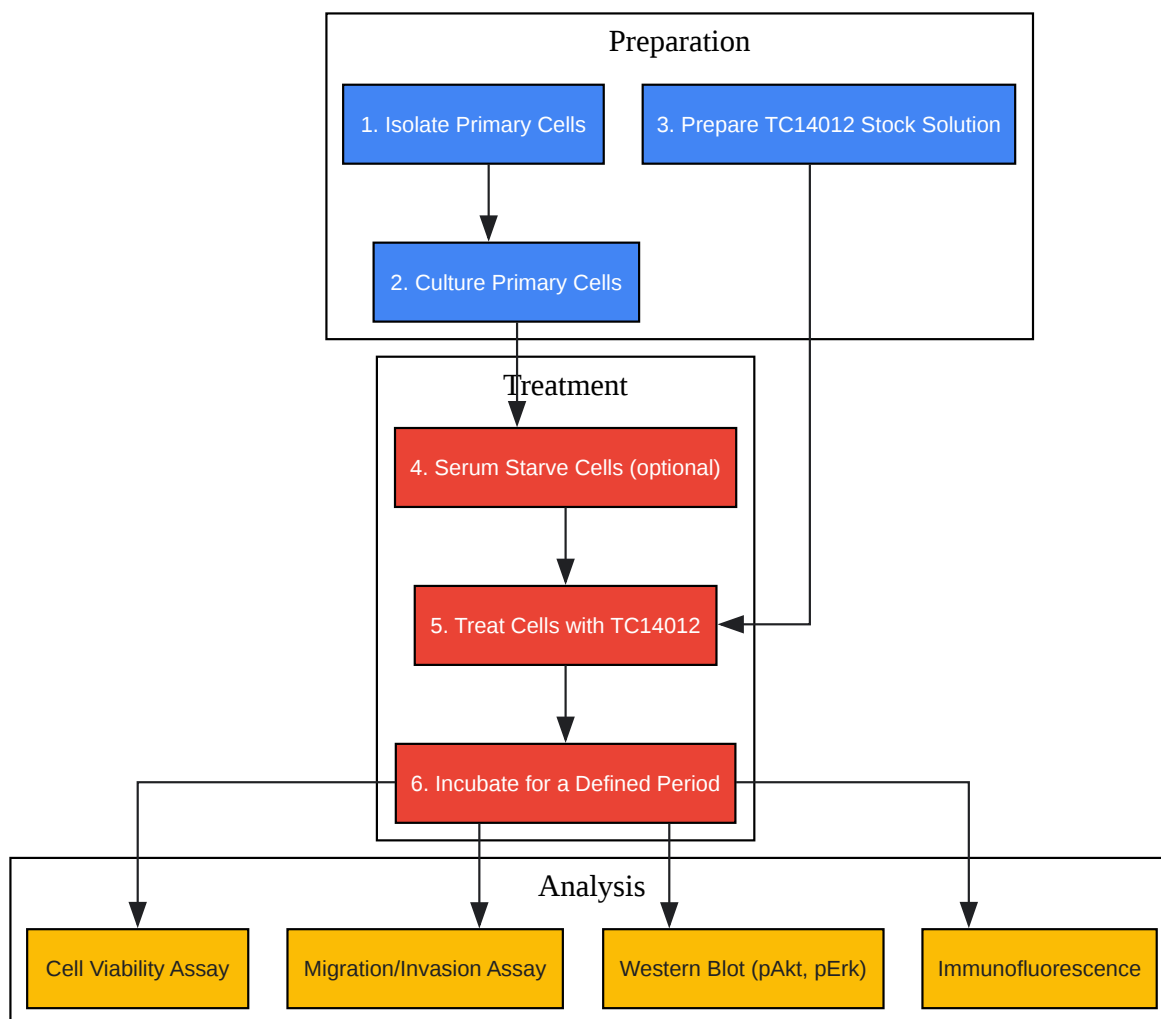 Preparation
1. Isolate Primary Cells
3. Prepare TC14012 Stock Solution
2. Culture Primary Cells
Treatment
4. Serum Starve Cells (optional)
5. Treat Cells with TC14012
6. Incubate for a Defined Period
Analysis
Cell Viability Assay
Migration/Invasion Assay
Western Blot (pAkt, pErk)
Immunofluorescence